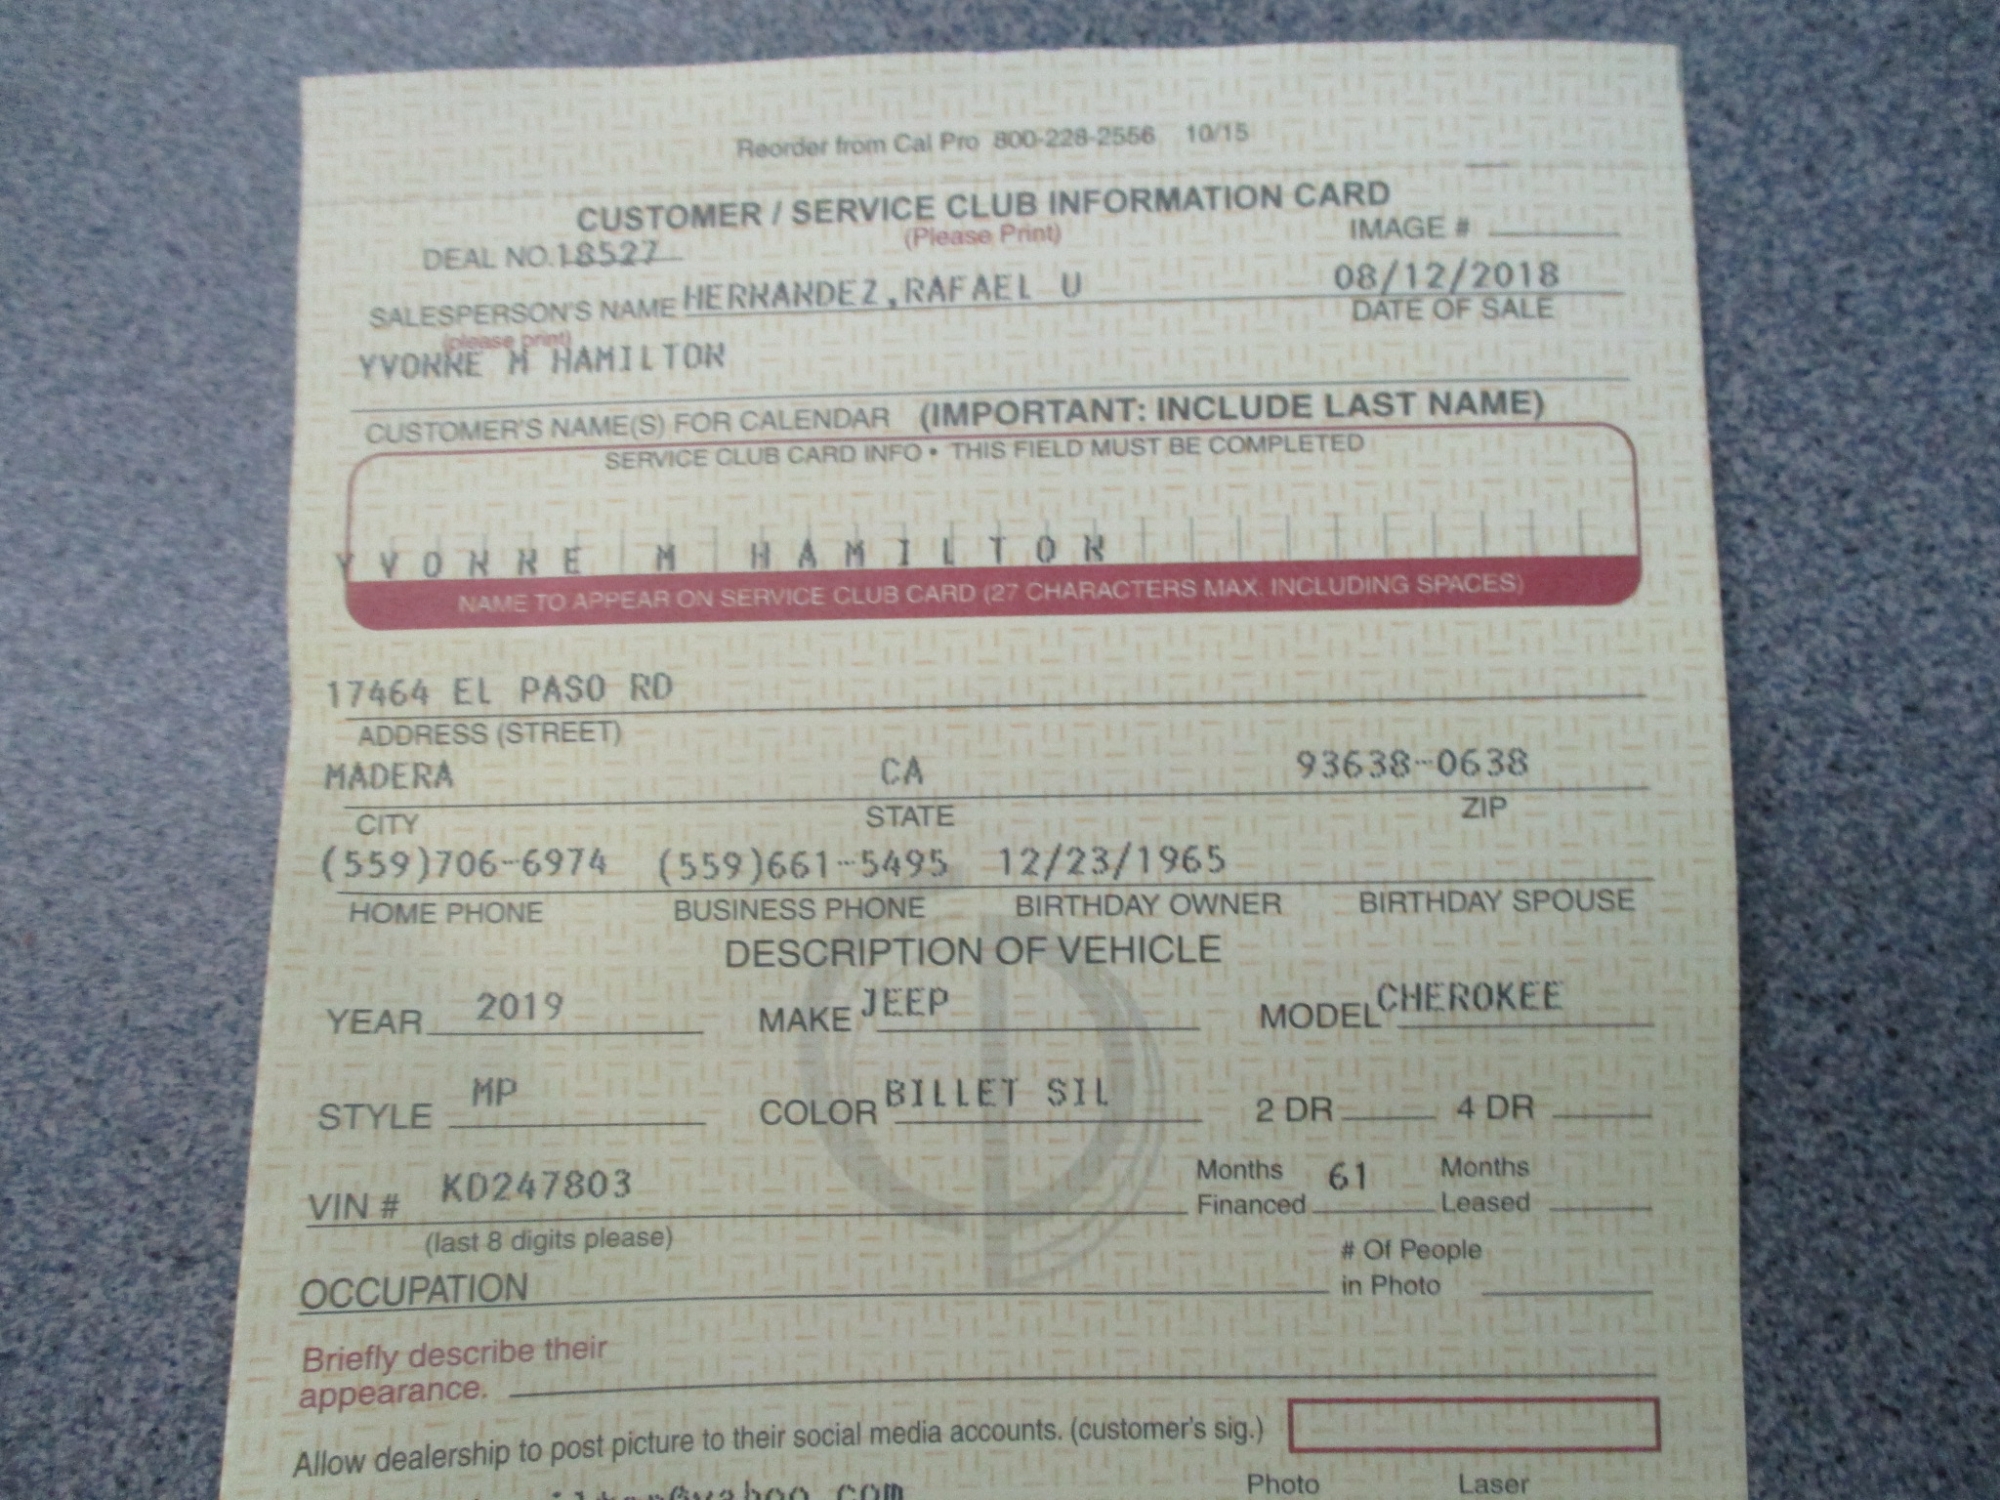 Reorder from Cal Pro 800-228-2556 10/15
CUSTOMER / SERVICE CLUB INFORMATION CARD
(Please Print)
IMAGE #
DEAL NO. 18527
SALESPERSON'S NAME HERNANDEZ,RAFAEL U 08/12/2018
(please print) DATE OF SALE
YVONNE M HAMILTON
CUSTOMER'S NAME(S) FOR CALENDAR (IMPORTANT: INCLUDE LAST NAME)
SERVICE CLUB CARD INFO • THIS FIELD MUST BE COMPLETED
YVONNE M HAMILTON
NAME TO APPEAR ON SERVICE CLUB CARD (27 CHARACTERS MAX. INCLUDING SPACES)
17464 EL PASO RD
ADDRESS (STREET)
MADERA CA 93638-0638
CITY STATE ZIP
(559)706-6974 (559)661-5495 12/23/1965
HOME PHONE BUSINESS PHONE BIRTHDAY OWNER BIRTHDAY SPOUSE
DESCRIPTION OF VEHICLE
YEAR 2019 MAKE JEEP MODEL CHEROKEE
STYLE MP COLOR BILLET SIL 2 DR 4 DR
VIN # KD247803 Months Financed 61 Months Leased
(last 8 digits please)
OCCUPATION # Of People in Photo
Briefly describe their
appearance.
Allow dealership to post picture to their social media accounts. (customer's sig.)
Photo Laser